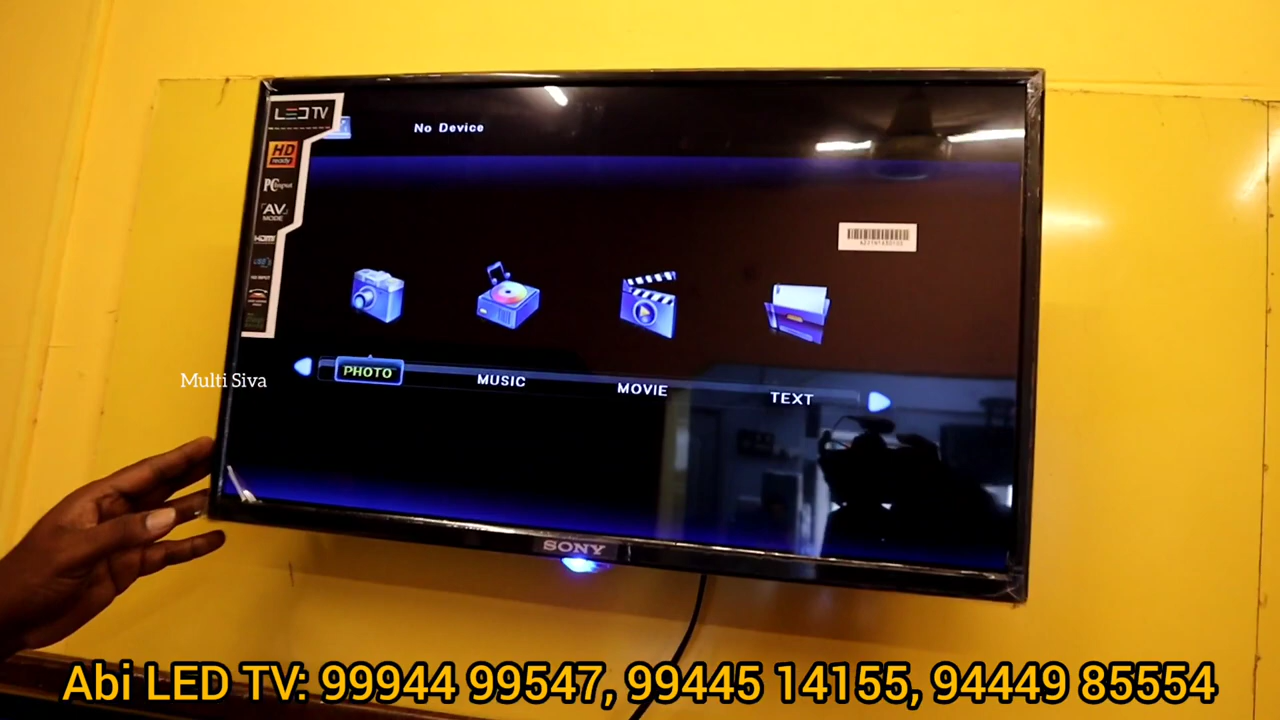 LED TV
No Device
HD
ready
PC input
AV
MODE
HDMI
PHOTO
MUSIC
MOVIE
TEXT
Multi Siva
SONY
Abi LED TV: 99944 99547, 99445 14155, 94449 85554